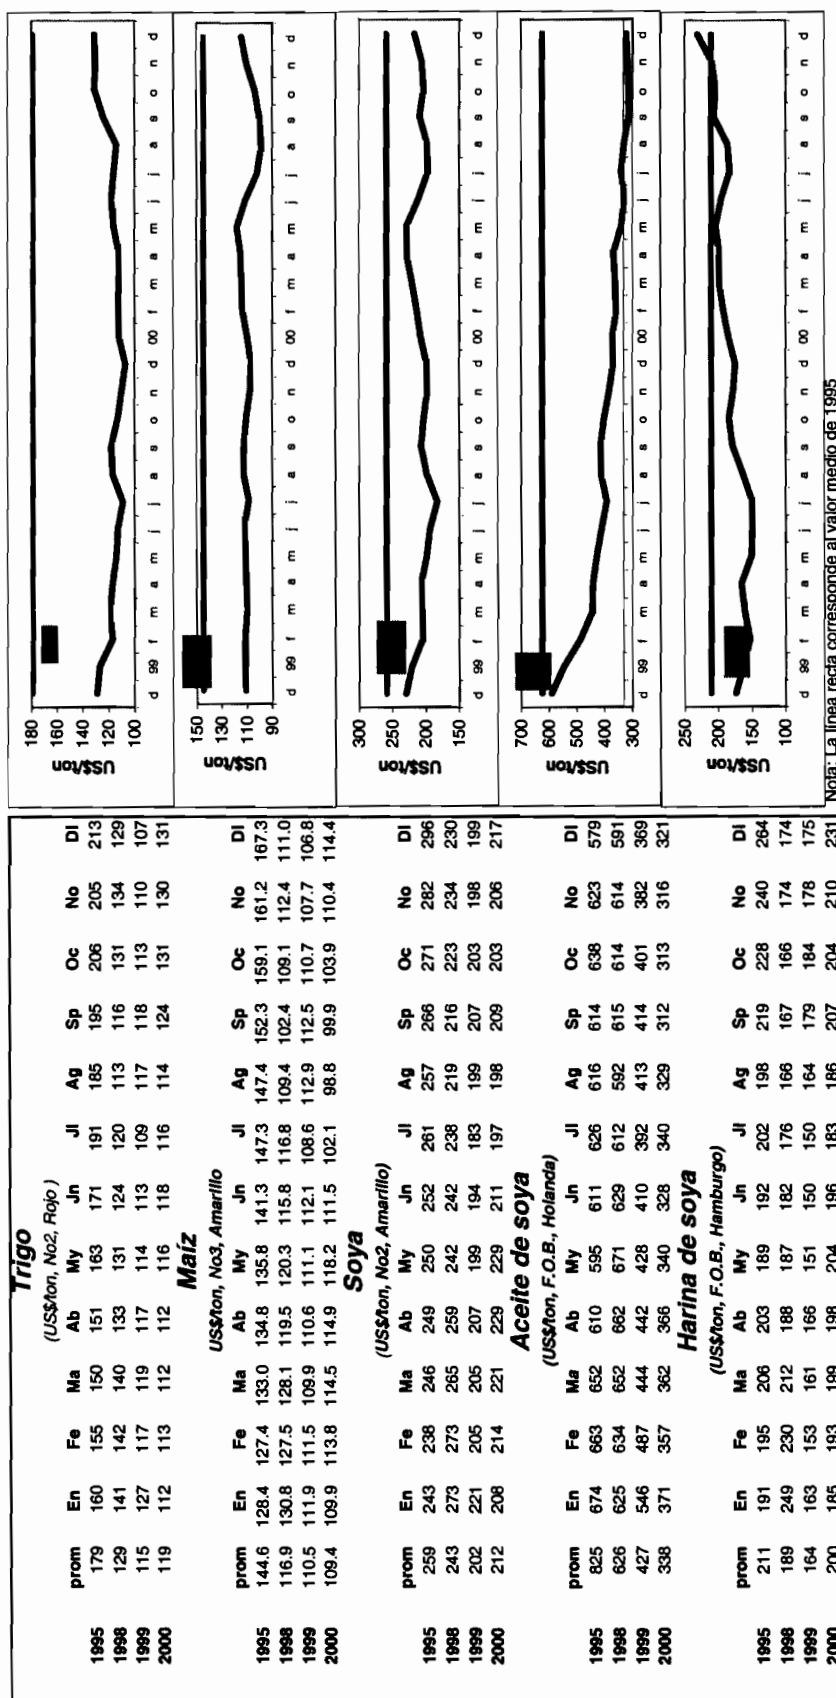 Trigo
(US$/ton, No2, Rojo )
prom En Fe Ma Ab My Jn Jl Ag Sp Oc No Di
1995 179 160 155 150 151 163 171 191 185 195 206 205 213
1998 129 141 142 140 133 131 124 120 113 116 131 134 129
1999 115 127 117 119 117 114 113 109 117 118 113 110 107
2000 119 112 113 112 112 116 118 116 114 124 131 130 131
Maíz
US$/ton, No3, Amarillo
prom En Fe Ma Ab My Jn Jl Ag Sp Oc No Di
1995 144.6 128.4 127.4 133.0 134.8 135.8 141.3 147.3 147.4 152.3 159.1 161.2 167.3
1998 116.9 130.8 127.5 128.1 119.5 120.3 115.8 116.8 109.4 102.4 109.1 112.4 111.0
1999 110.5 111.9 111.5 109.9 110.6 111.1 112.1 108.6 112.9 112.5 110.7 107.7 106.8
2000 109.4 109.9 113.8 114.5 114.9 118.2 111.5 102.1 98.8 99.9 103.9 110.4 114.4
Soya
(US$/ton, No2, Amarillo)
prom En Fe Ma Ab My Jn Jl Ag Sp Oc No Di
1995 259 243 238 246 249 250 252 261 257 266 271 282 296
1998 243 273 273 265 259 242 242 238 219 216 223 234 230
1999 202 221 205 205 207 199 194 183 199 207 203 198 199
2000 212 208 214 221 229 229 211 197 198 209 203 206 217
Aceite de soya
(US$/ton, F.O.B., Holanda)
prom En Fe Ma Ab My Jn Jl Ag Sp Oc No Di
1995 825 674 663 652 610 595 611 626 616 614 638 623 579
1998 626 625 634 652 662 671 629 612 592 615 614 614 591
1999 427 546 487 444 442 428 410 392 413 414 401 382 369
2000 338 371 357 362 366 340 328 340 329 312 313 316 321
Harina de soya
(US$/ton, F.O.B., Hamburgo)
prom En Fe Ma Ab My Jn Jl Ag Sp Oc No Di
1995 211 191 195 206 203 189 192 202 198 219 228 240 264
1998 189 249 230 212 188 187 182 176 166 167 166 174 174
1999 164 163 153 161 166 151 150 150 164 179 184 178 175
2000 200 185 193 199 198 204 196 183 186 207 204 210 231
US$/ton
180
160
140
120
100
d 99 f m a m j j a s o n d 00 f m a m j j a s o n d
US$/ton
150
130
110
90
d 99 f m a m j j a s o n d 00 f m a m j j a s o n d
US$/ton
300
250
200
150
d 99 f m a m j j a s o n d 00 f m a m j j a s o n d
US$/ton
700
600
500
400
300
d 99 f m a m j j a s o n d 00 f m a m j j a s o n d
US$/ton
250
200
150
100
d 99 f m a m j j a s o n d 00 f m a m j j a s o n d
Nota: La línea recta corresponde al valor medio de 1995